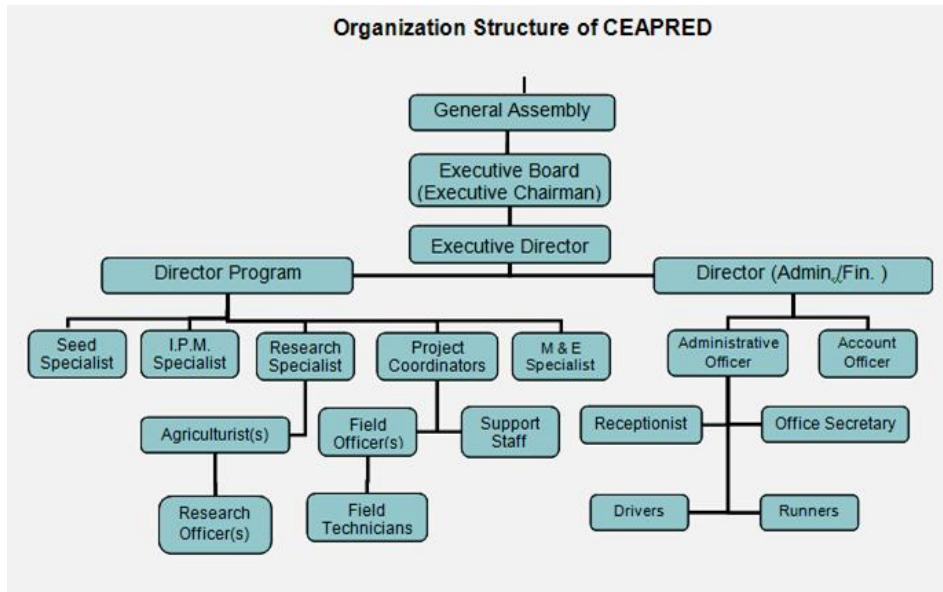 Organization Structure of CEAPRED
General Assembly
Executive Board
(Executive Chairman)
Executive Director
Director Program
Director (Admin./Fin. )
Seed
Specialist
I.P.M.
Specialist
Research
Specialist
Project
Coordinators
M & E
Specialist
Administrative
Officer
Account
Officer
Agriculturist(s)
Field
Officer(s)
Support
Staff
Receptionist
Office Secretary
Research
Officer(s)
Field
Technicians
Drivers
Runners